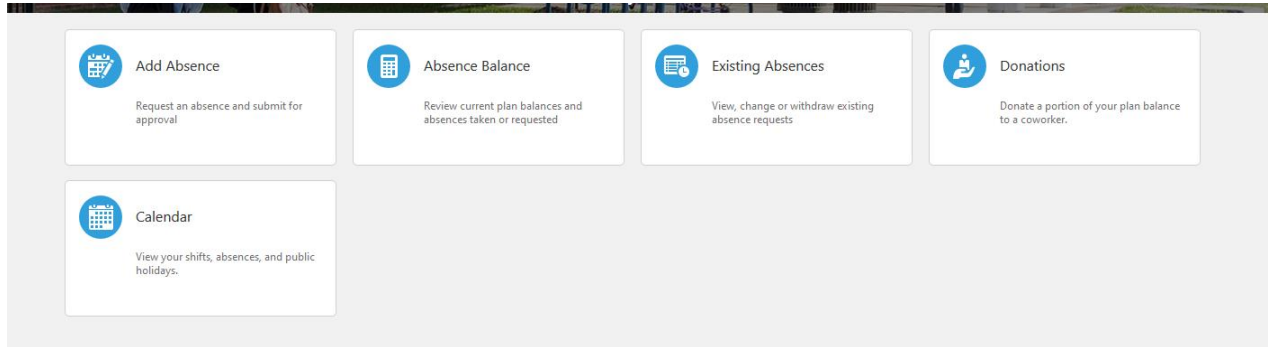 Add Absence
Request an absence and submit for
approval
Absence Balance
Review current plan balances and
absences taken or requested
Existing Absences
View, change or withdraw existing
absence requests
Donations
Donate a portion of your plan balance
to a coworker.
Calendar
View your shifts, absences, and public
holidays.